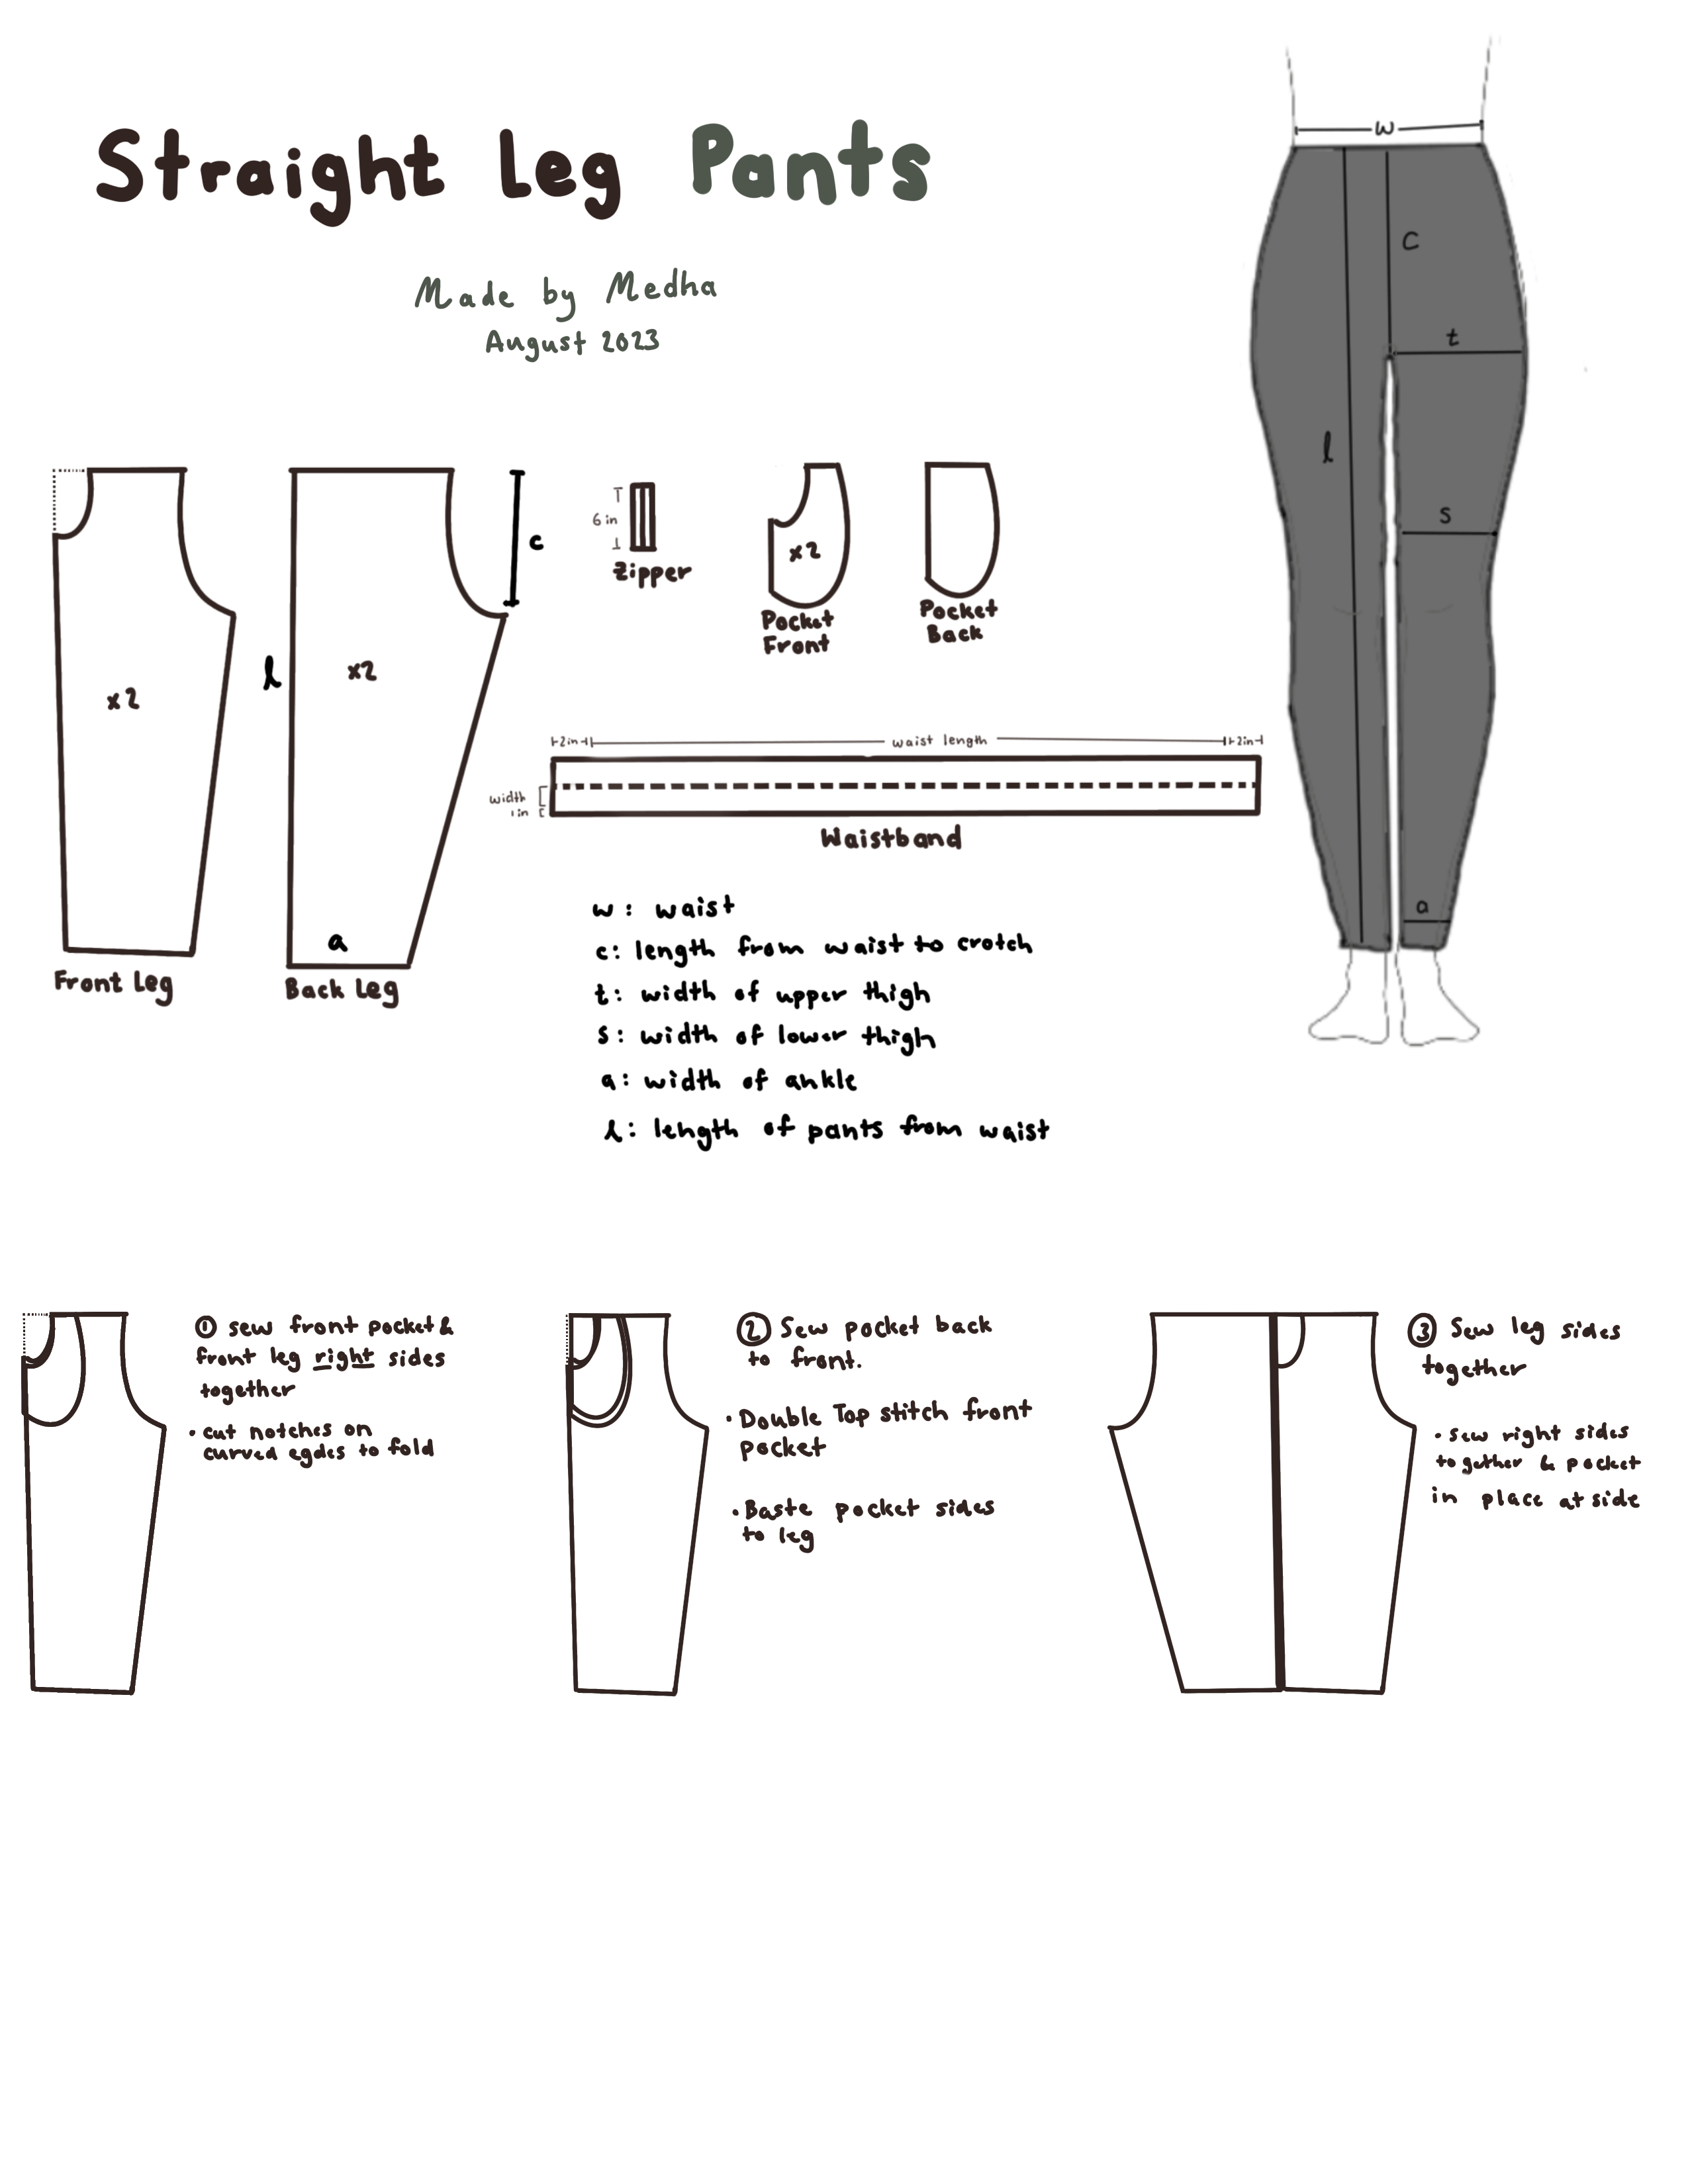 Straight Leg Pants
Made by Medha
August 2023
w
c
t
l
s
a
x2
Front Leg
l
x2
a
Back Leg
c
6 in
Zipper
x2
Pocket
Front
Pocket
Back
2in
waist length
2in
width
1in
Waistband
w: waist
c: length from waist to crotch
t: width of upper thigh
s: width of lower thigh
a: width of ankle
l: length of pants from waist
① sew front pocket &
front leg right sides
together
• cut notches on
curved egdes to fold
② Sew pocket back
to front.
• Double Top stitch front
pocket
• Baste pocket sides
to leg
③ Sew leg sides
together
• sew right sides
together & pocket
in place at side